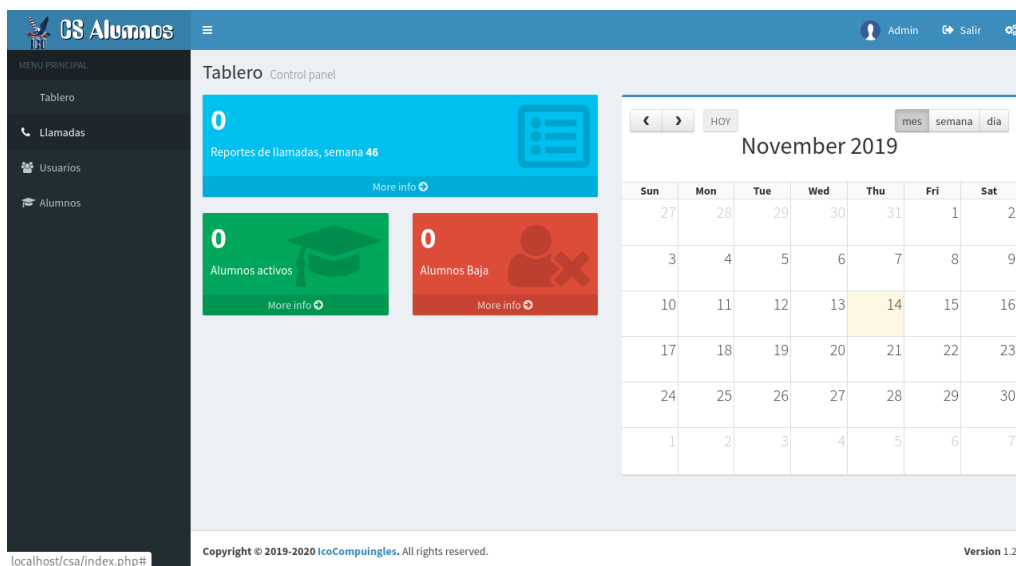 ICO CS Alumnos
Admin Salir
MENU PRINCIPAL
Tablero
Llamadas
Usuarios
Alumnos
Tablero Control panel
0
Reportes de llamadas, semana 46
More info
0
Alumnos activos
More info
0
Alumnos Baja
More info
HOY
mes semana dia
November 2019
Sun Mon Tue Wed Thu Fri Sat
27 28 29 30 31 1 2
3 4 5 6 7 8 9
10 11 12 13 14 15 16
17 18 19 20 21 22 23
24 25 26 27 28 29 30
1 2 3 4 5 6 7
Copyright © 2019-2020 IcoCompuingles. All rights reserved.
Version 1.2
localhost/csa/index.php#